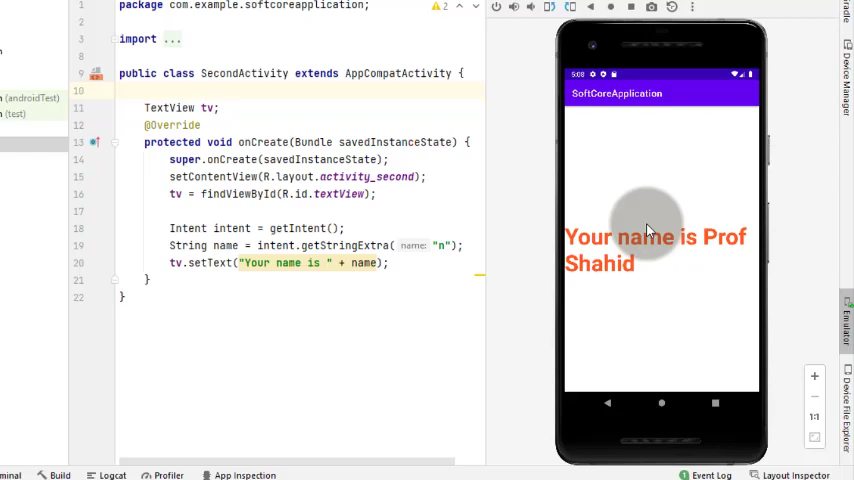 1
package com.example.softcoreapplication;
2
2
3
import ...
8
9
public class SecondActivity extends AppCompatActivity {
10
11
TextView tv;
12
@Override
13
protected void onCreate(Bundle savedInstanceState) {
14
super.onCreate(savedInstanceState);
15
setContentView(R.layout.activity_second);
16
tv = findViewById(R.id.textView);
17
18
Intent intent = getIntent();
19
String name = intent.getStringExtra( name: "n");
20
tv.setText("Your name is " + name);
21
}
22
}
(androidTest)
(test)
5:08
SoftCoreApplication
Your name is Prof
Shahid
1:1
Device Manager
Emulator
Device File Explorer
Build
Logcat
Profiler
App Inspection
Event Log
Layout Inspector